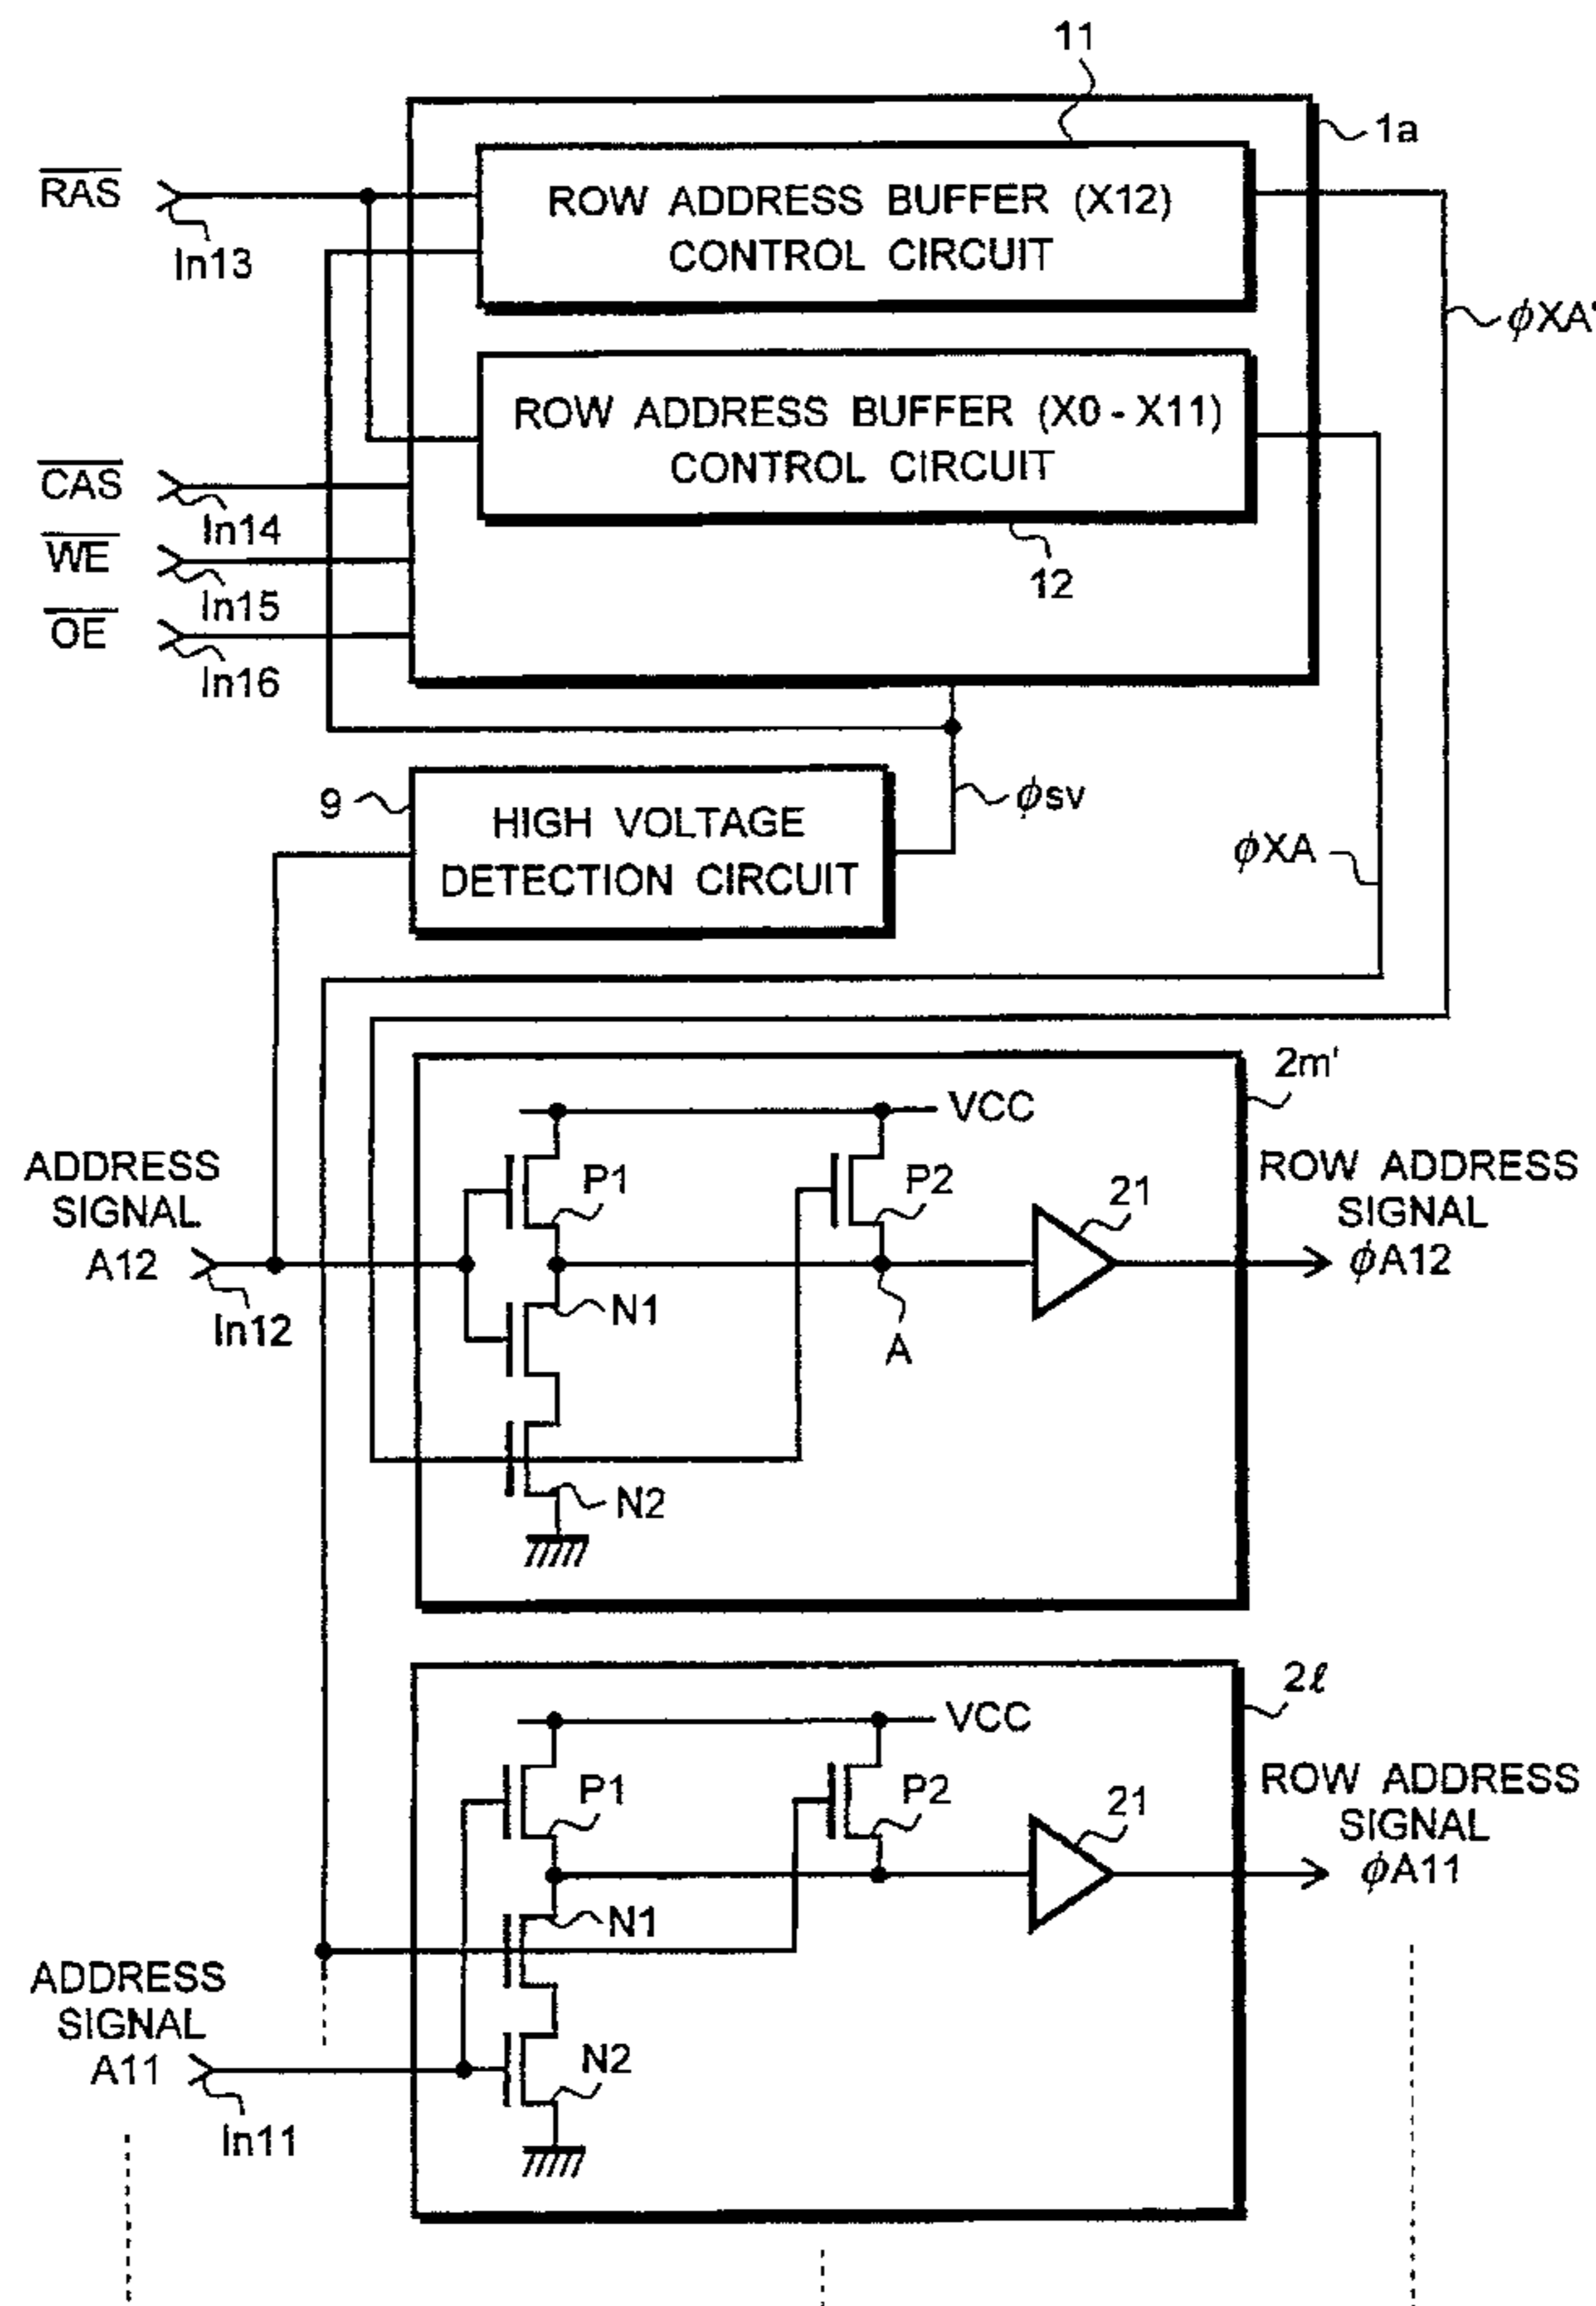 11
1a
RAS
ROW ADDRESS BUFFER (X12)
CONTROL CIRCUIT
In13
ϕXA'
ROW ADDRESS BUFFER (X0 - X11)
CONTROL CIRCUIT
CAS
In14
WE
12
In15
OE
In16
9
HIGH VOLTAGE
DETECTION CIRCUIT
ϕsv
ϕXA
2m'
VCC
ADDRESS
SIGNAL
A12
In12
P1
P2
21
ROW ADDRESS
SIGNAL
ϕA12
N1
A
N2
2ℓ
VCC
P1
P2
21
ROW ADDRESS
SIGNAL
ϕA11
N1
ADDRESS
SIGNAL
A11
In11
N2